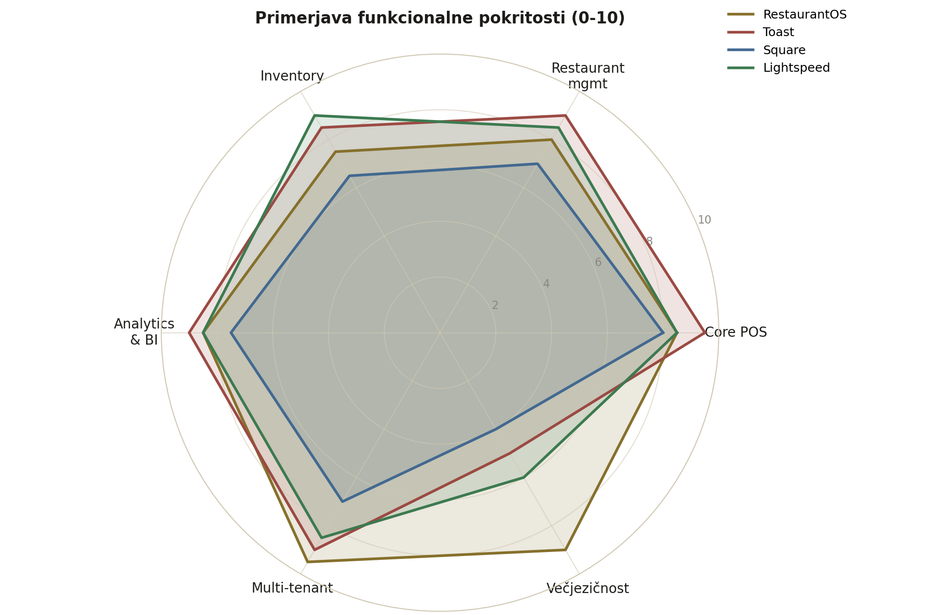 Primerjava funkcionalne pokritosti (0-10)
RestaurantOS
Toast
Square
Lightspeed
Inventory
Restaurant
mgmt
10
8
6
4
2
Analytics
& BI
Core POS
Multi-tenant
Večjezičnost